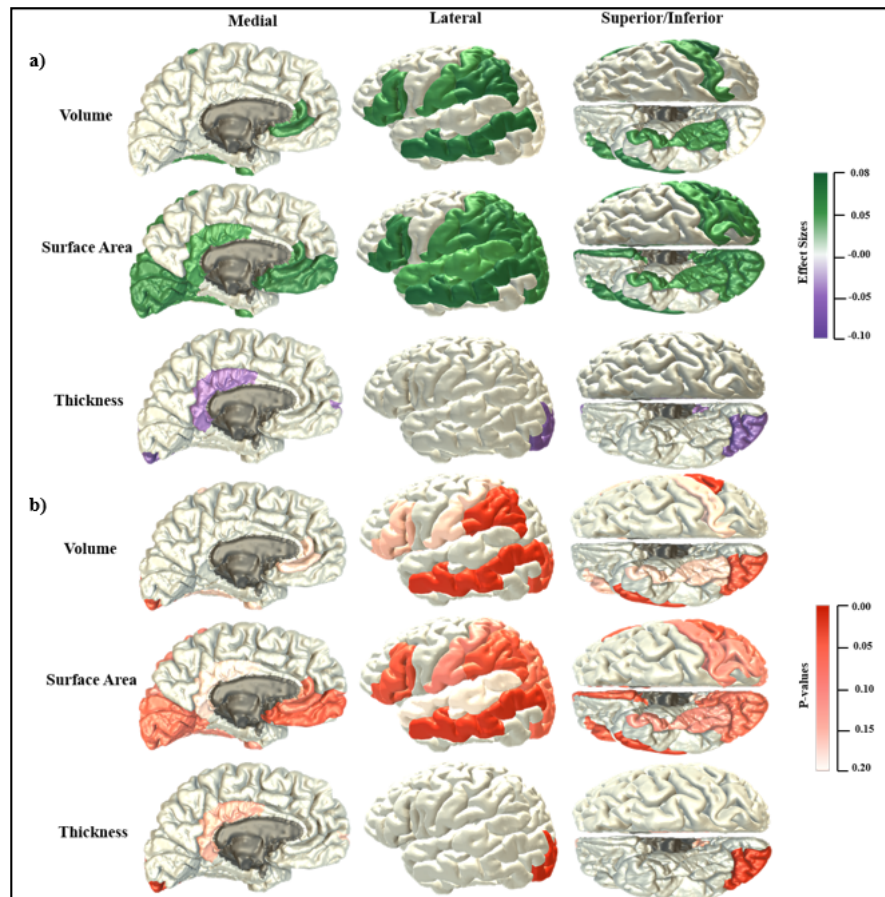 Medial Lateral Superior/Inferior
a)
Volume
Surface Area
Thickness
0.08
0.05
-0.00
-0.05
-0.10
Effect Sizes
b)
Volume
Surface Area
Thickness
0.00
0.05
0.10
0.15
0.20
P-values